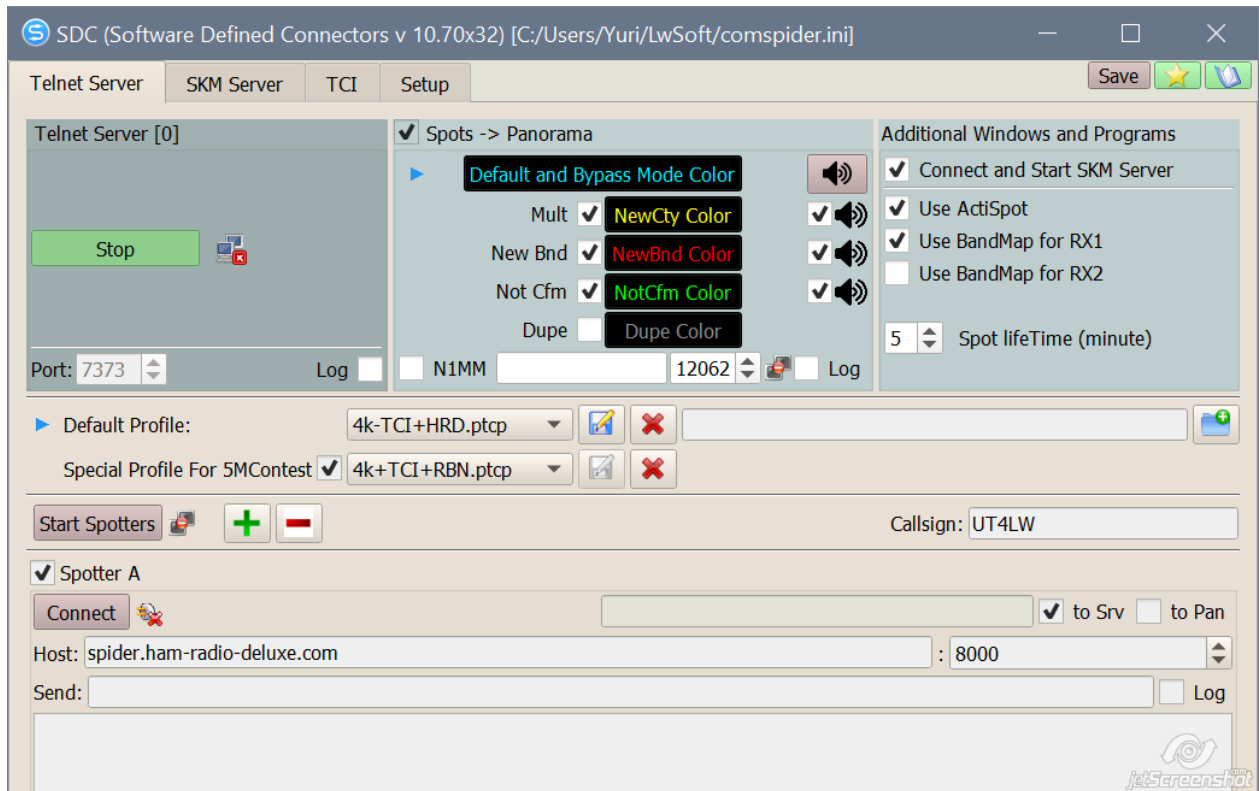 SDC (Software Defined Connectors v 10.70x32) [C:/Users/Yuri/LwSoft/comspider.ini]
Telnet Server SKM Server TCI Setup Save
Telnet Server [0]
Stop
Port: 7373 Log
Spots -> Panorama
Default and Bypass Mode Color
Mult NewCty Color
New Bnd NewBnd Color
Not Cfm NotCfm Color
Dupe Dupe Color
N1MM 12062 Log
Additional Windows and Programs
Connect and Start SKM Server
Use ActiSpot
Use BandMap for RX1
Use BandMap for RX2
5 Spot lifeTime (minute)
Default Profile: 4k-TCI+HRD.ptcp
Special Profile For 5MContest 4k+TCI+RBN.ptcp
Start Spotters Callsign: UT4LW
Spotter A
Connect to Srv to Pan
Host: spider.ham-radio-deluxe.com : 8000
Send: Log
jetScreenshot.com